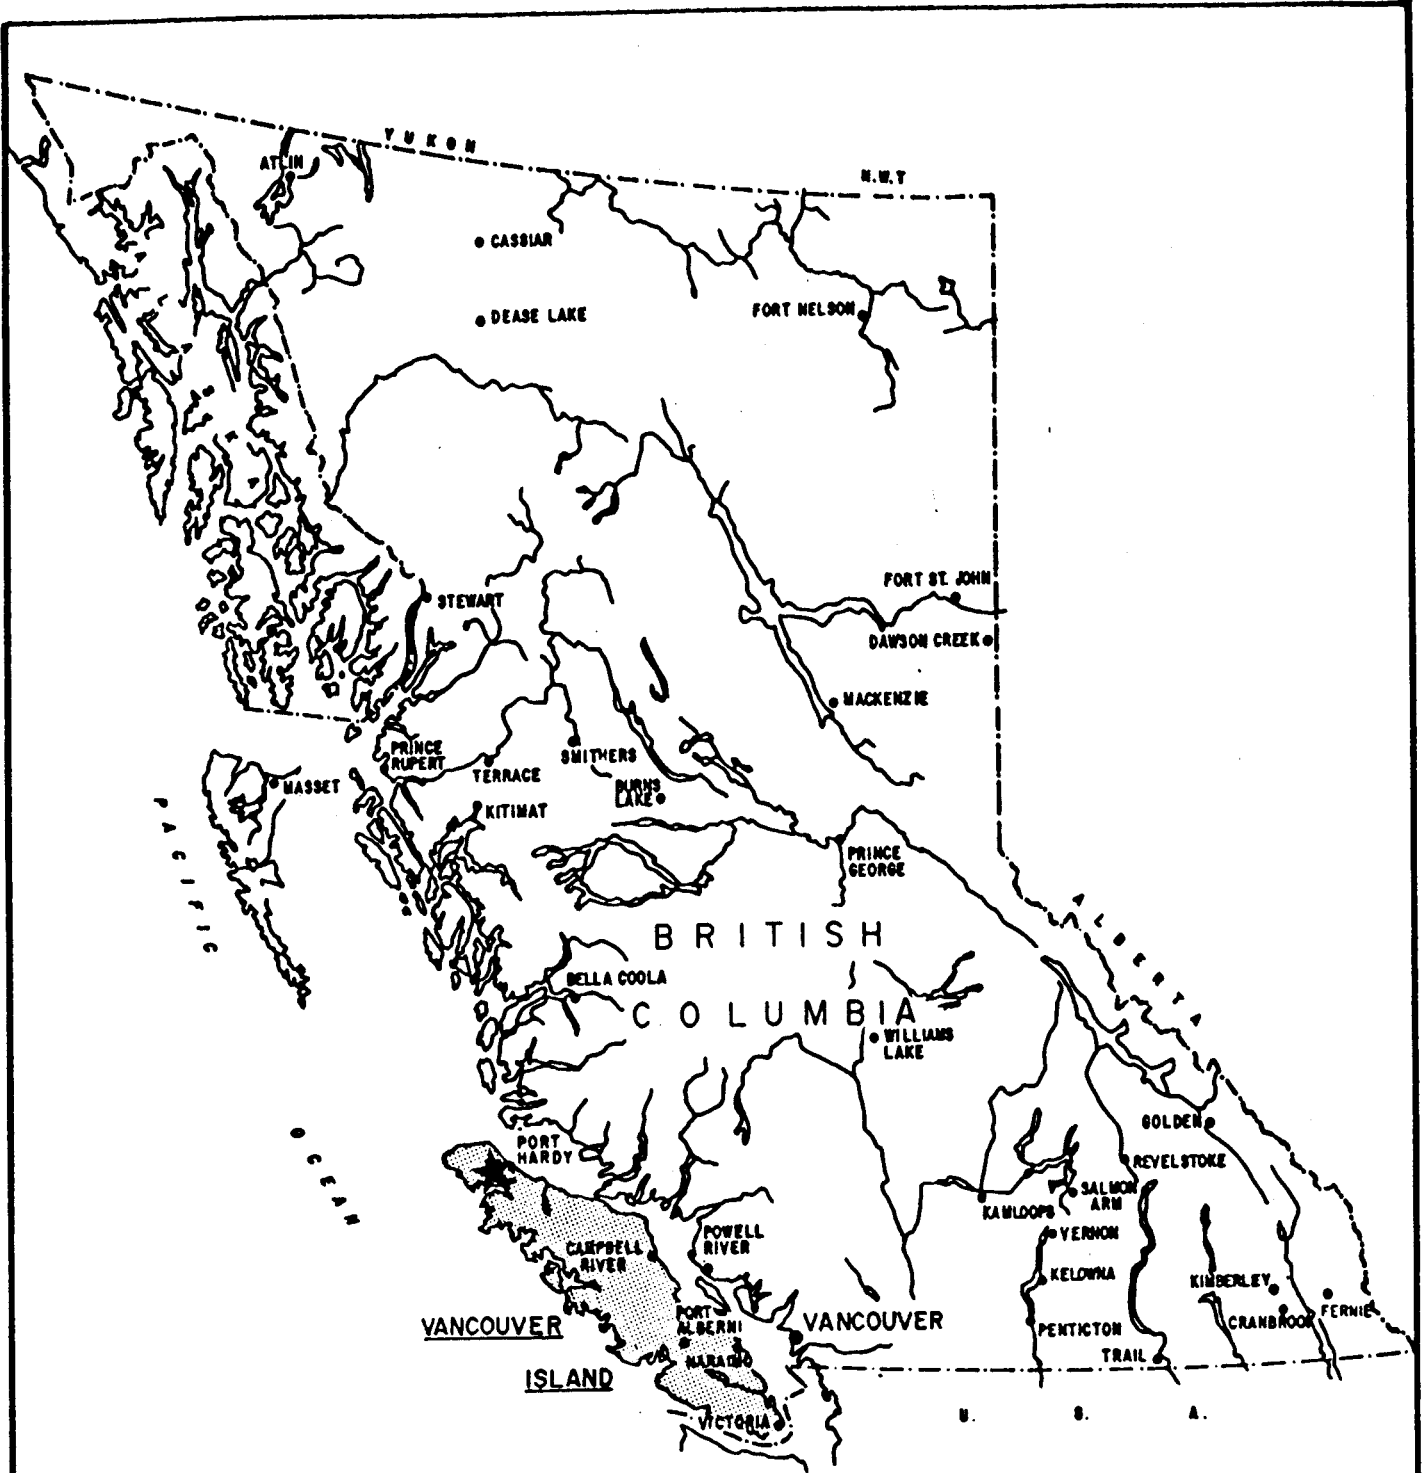 YUKON
N.W.T
ATLIN
CASSIAR
DEASE LAKE
FORT NELSON
ALASKA
FORT ST. JOHN
STEWART
DAWSON CREEK
MACKENZIE
PRINCE
RUPERT
SMITHERS
TERRACE
MASSET
BURNS
LAKE
KITIMAT
PACIFIC
PRINCE
GEORGE
ALBERTA
BRITISH
BELLA COOLA
COLUMBIA
WILLIAMS
LAKE
OCEAN
GOLDEN
PORT
HARDY
REVELSTOKE
SALMON
ARM
KAMLOOPS
POWELL
RIVER
VERNON
CAMPBELL
RIVER
KELOWNA
KIMBERLEY
FERNIE
PORT
ALBERNI
VANCOUVER
CRANBROOK
VANCOUVER
PENTICTON
TRAIL
NANAIMO
ISLAND
VICTORIA
U. S. A.